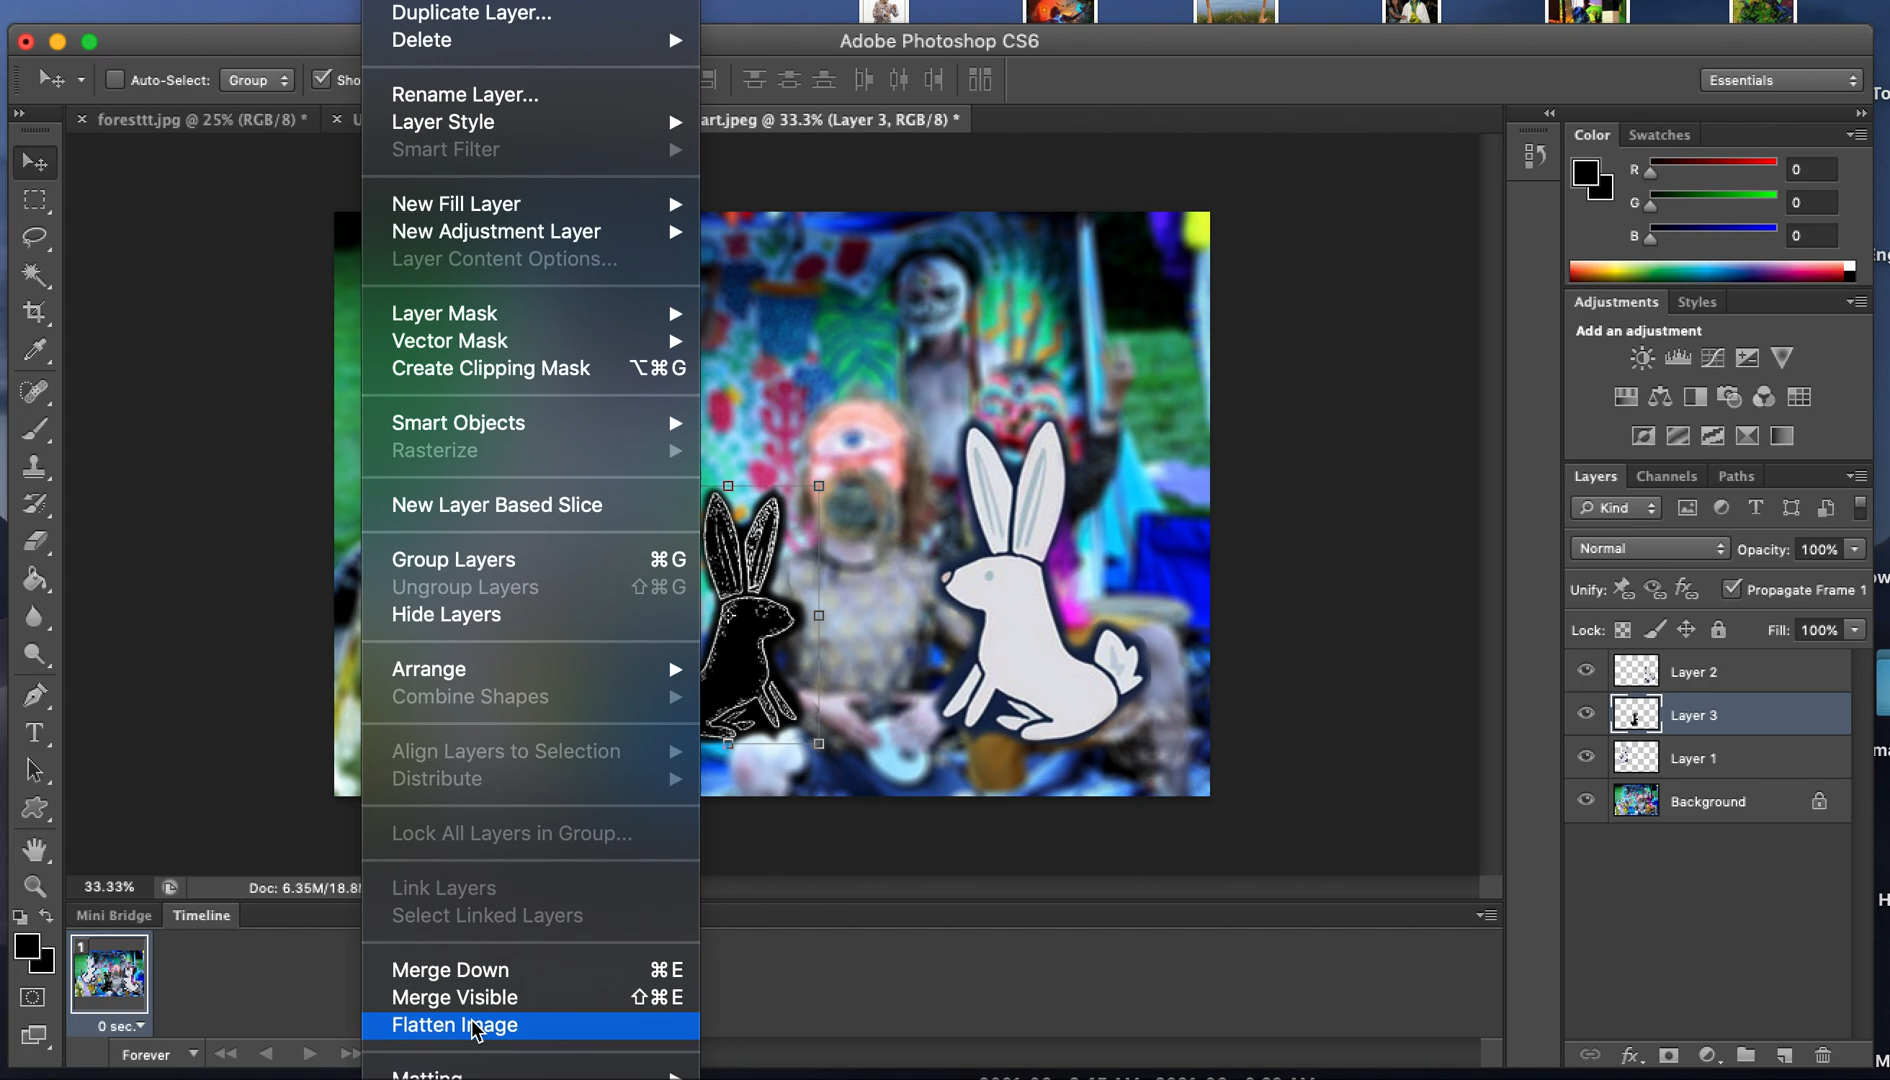 Duplicate Layer...
Delete
Adobe Photoshop CS6
Auto-Select:
Group
Sho
Essentials
Rename Layer...
Layer Style
Smart Filter
foresttt.jpg @ 25% (RGB/8) *
art.jpeg @ 33.3% (Layer 3, RGB/8) *
New Fill Layer
New Adjustment Layer
Layer Content Options...
Layer Mask
Vector Mask
Create Clipping Mask ⌥⌘G
Smart Objects
Rasterize
New Layer Based Slice
Group Layers ⌘G
Ungroup Layers ⇧⌘G
Hide Layers
Arrange
Combine Shapes
Align Layers to Selection
Distribute
Lock All Layers in Group...
Link Layers
Select Linked Layers
Merge Down ⌘E
Merge Visible ⇧⌘E
Flatten Image
Matting
Color
Swatches
R 0
G 0
B 0
Adjustments
Styles
Add an adjustment
Layers
Channels
Paths
Kind
Normal
Opacity: 100%
Unify:
Propagate Frame 1
Lock:
Fill: 100%
Layer 2
Layer 3
Layer 1
Background
33.33%
Doc: 6.35M/18.8
Mini Bridge
Timeline
1
0 sec.
Forever